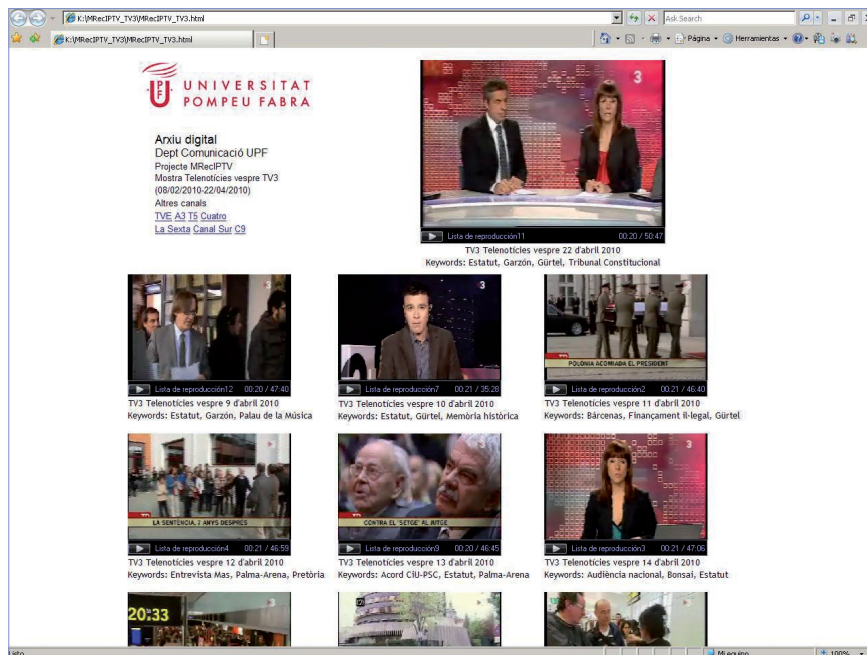 K:\MRecIPTV_TV3\MRecIPTV_TV3.html
Ask Search
K:\MRecIPTV_TV3\MRecIPTV_TV3.html
Página
Herramientas
UPF
UNIVERSITAT
POMPEU FABRA
Arxiu digital
Dept Comunicació UPF
Projecte MRecIPTV
Mostra Telenotícies vespre TV3
(08/02/2010-22/04/2010)
Altres canals
TVE A3 T5 Cuatro
La Sexta Canal Sur C9
3
Lista de reproducción11 00:20 / 50:47
TV3 Telenotícies vespre 22 d'abril 2010
Keywords: Estatut, Garzón, Gürtel, Tribunal Constitucional
3
Lista de reproducción12 00:20 / 47:40
TV3 Telenotícies vespre 9 d'abril 2010
Keywords: Estatut, Garzón, Palau de la Música
3
Lista de reproducción7 00:21 / 35:28
TV3 Telenotícies vespre 10 d'abril 2010
Keywords: Estatut, Gürtel, Memòria històrica
POLÒNIA ACOMIADA EL PRESIDENT
Lista de reproducción2 00:21 / 46:40
TV3 Telenotícies vespre 11 d'abril 2010
Keywords: Bárcenas, Finançament il·legal, Gürtel
LA SENTÈNCIA, 7 ANYS DESPRÉS
Lista de reproducción4 00:21 / 46:59
TV3 Telenotícies vespre 12 d'abril 2010
Keywords: Entrevista Mas, Palma-Arena, Pretòria
3
CONTRA EL 'SETGE' AL JUTGE
Lista de reproducción9 00:20 / 46:45
TV3 Telenotícies vespre 13 d'abril 2010
Keywords: Acord CiU-PSC, Estatut, Palma-Arena
3
Lista de reproducción3 00:21 / 47:06
TV3 Telenotícies vespre 14 d'abril 2010
Keywords: Audiència nacional, Bonsai, Estatut
20:33
Listo
Mi equipo
100%